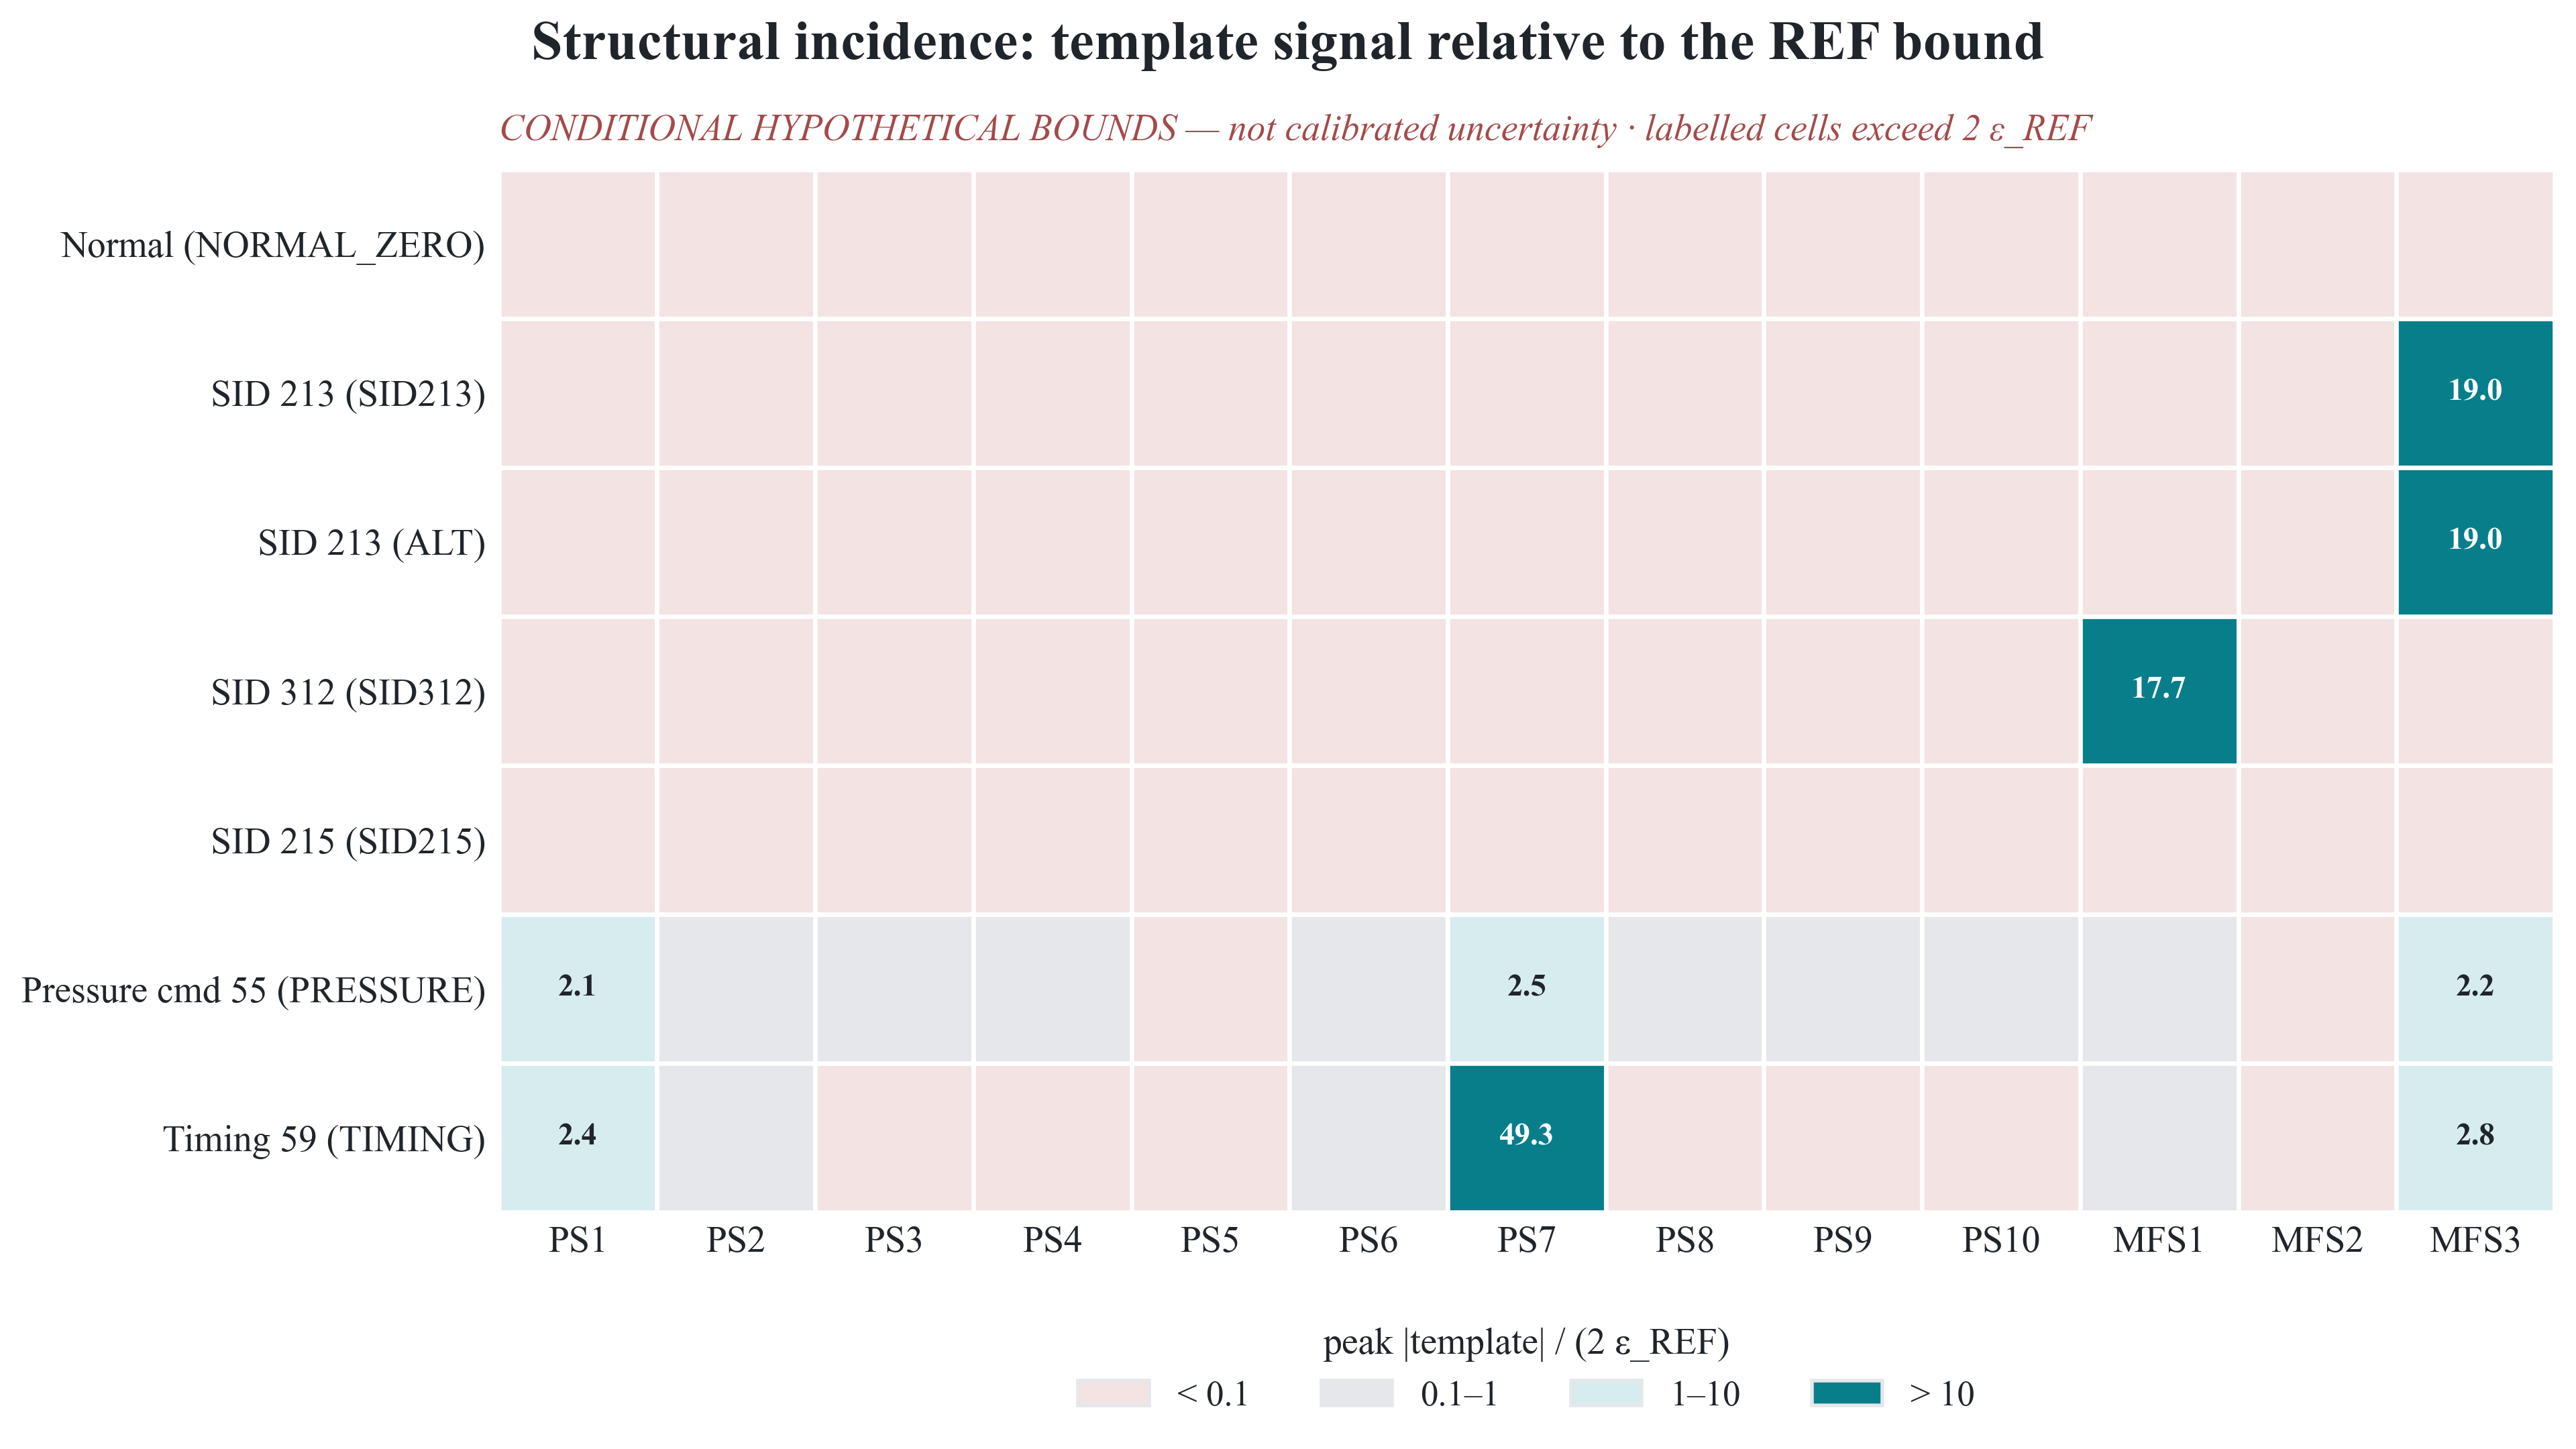 Structural incidence: template signal relative to the REF bound
CONDITIONAL HYPOTHETICAL BOUNDS — not calibrated uncertainty · labelled cells exceed 2 ε_REF
Normal (NORMAL_ZERO)
SID 213 (SID213)
19.0
SID 213 (ALT)
19.0
SID 312 (SID312)
17.7
SID 215 (SID215)
Pressure cmd 55 (PRESSURE)
2.1
2.5
2.2
Timing 59 (TIMING)
2.4
49.3
2.8
PS1 PS2 PS3 PS4 PS5 PS6 PS7 PS8 PS9 PS10 MFS1 MFS2 MFS3
peak |template| / (2 ε_REF)
< 0.1
0.1–1
1–10
> 10